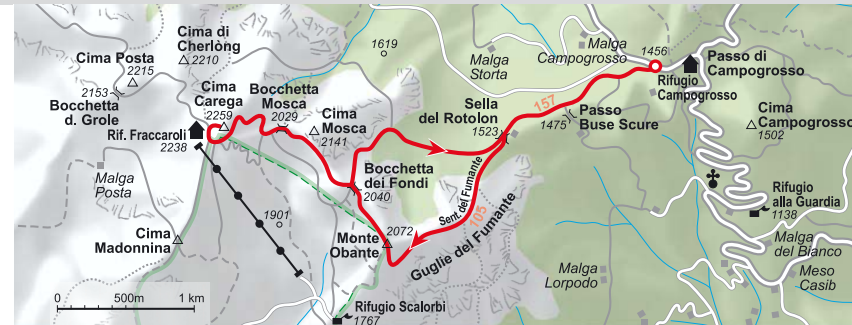 Cima di
Cherlòng
2210
Cima Posta
2215
2153
Bocchetta
d. Grole
Cima
Carega
2259
Rif. Fraccaroli
2238
Bocchetta
Mosca
2029
Cima
Mosca
2141
1619
Malga
Storta
Malga
Campogrosso
1456
Passo di
Campogrosso
Rifugio
Campogrosso
157
Sella
del Rotolon
1523
1475
Passo
Buse Scure
Cima
Campogrosso
1502
Malga
Posta
Bocchetta
dei Fondi
2040
Sent. del Fumante
105
Guglie del Fumante
1901
Cima
Madonnina
2072
Monte
Obante
Rifugio
alla Guardia
1138
Malga
del Bianco
Meso
Casib
Malga
Lorpodo
Rifugio Scalorbi
1767
0 500m 1 km